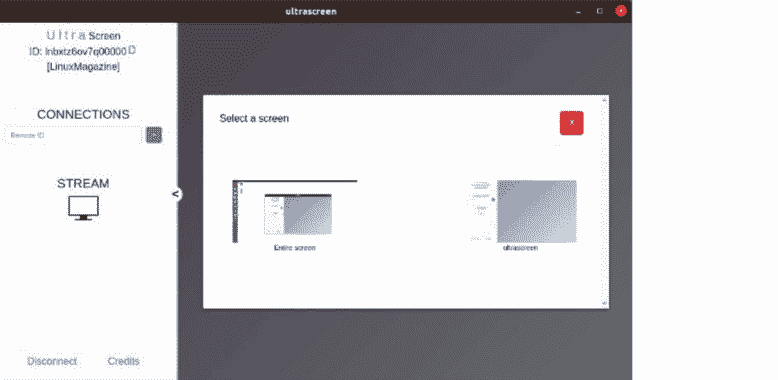 ultrascreen
Ultra Screen
ID: lnbxtz6ov7q00000
[LinuxMagazine]
CONNECTIONS
Remote ID
STREAM
<
Select a screen
x
Entire screen
ultrascreen
Disconnect Credits